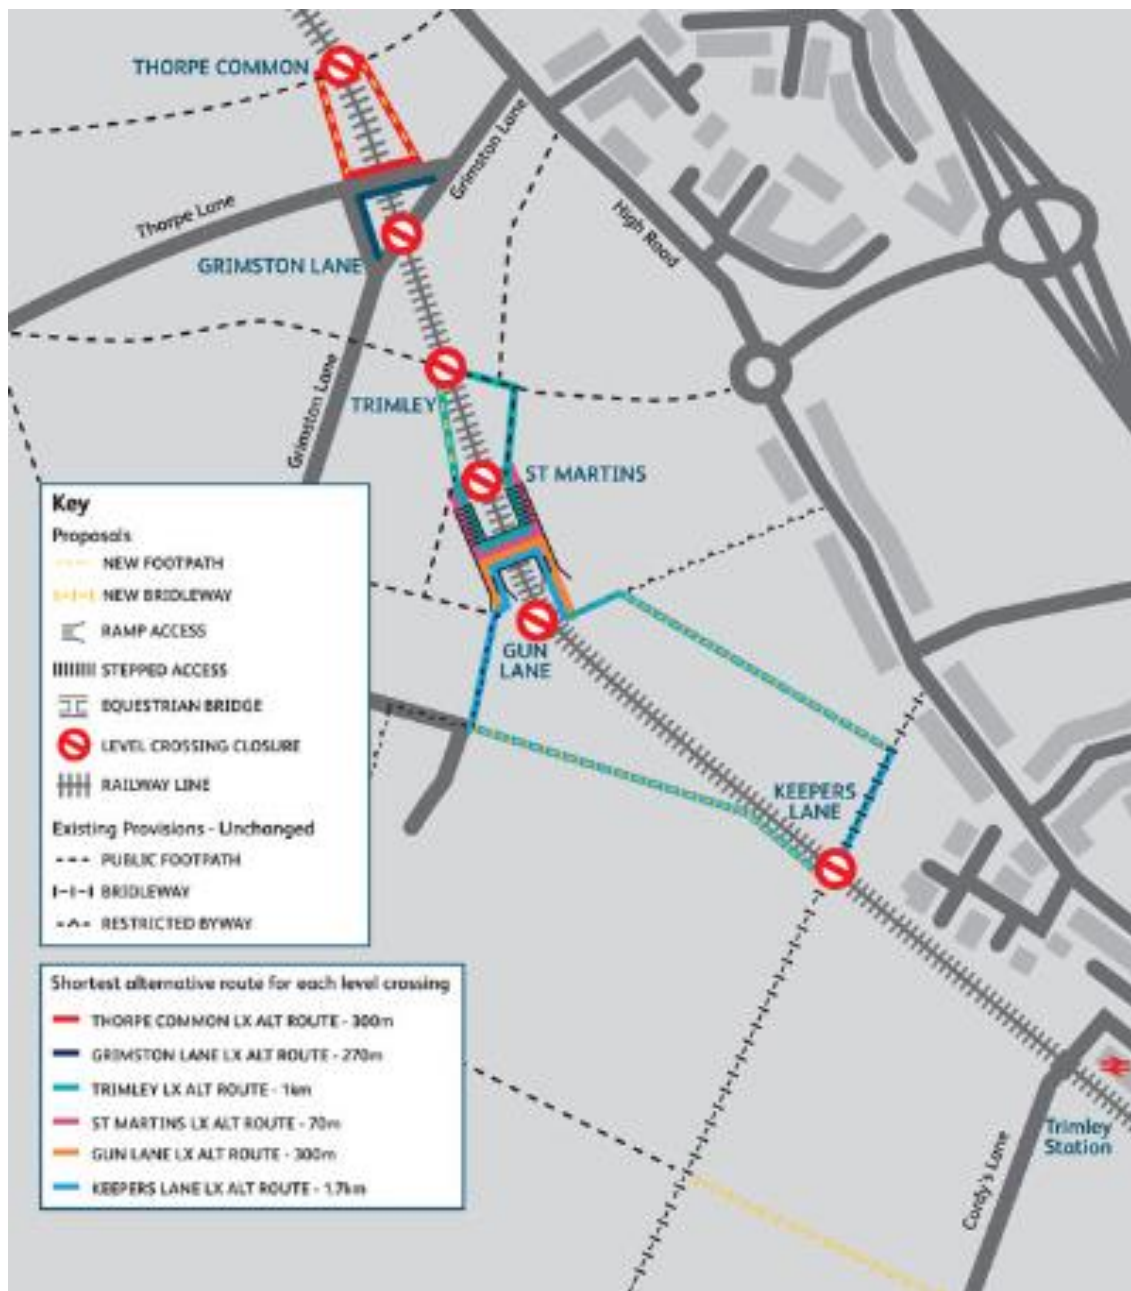 THORPE COMMON
Grimston Lane
Thorpe Lane
High Road
GRIMSTON LANE
Grimston Lane
TRIMLEY
ST MARTINS
GUN
LANE
KEEPERS
LANE
Key
Proposals
NEW FOOTPATH
NEW BRIDLEWAY
RAMP ACCESS
STEPPED ACCESS
EQUESTRIAN BRIDGE
LEVEL CROSSING CLOSURE
RAILWAY LINE
Existing Provisions - Unchanged
PUBLIC FOOTPATH
BRIDLEWAY
RESTRICTED BYWAY
Shortest alternative route for each level crossing
THORPE COMMON LX ALT ROUTE - 300m
GRIMSTON LANE LX ALT ROUTE - 270m
TRIMLEY LX ALT ROUTE - 1km
ST MARTINS LX ALT ROUTE - 70m
GUN LANE LX ALT ROUTE - 300m
KEEPERS LANE LX ALT ROUTE - 1.7km
Trimley
Station
Cordy's Lane